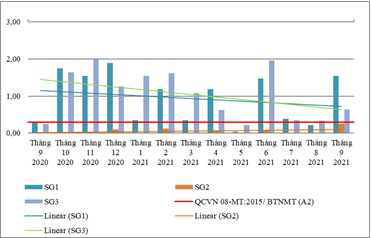 3,00
2,00
1,00
0,00
Tháng 9 2020
Tháng 10 2020
Tháng 11 2020
Tháng 12 2020
Tháng 1 2021
Tháng 2 2021
Tháng 3 2021
Tháng 4 2021
Tháng 5 2021
Tháng 6 2021
Tháng 7 2021
Tháng 8 2021
Tháng 9 2021
SG1
SG2
SG3
QCVN 08-MT:2015/ BTNMT (A2)
Linear (SG1)
Linear (SG2)
Linear (SG3)